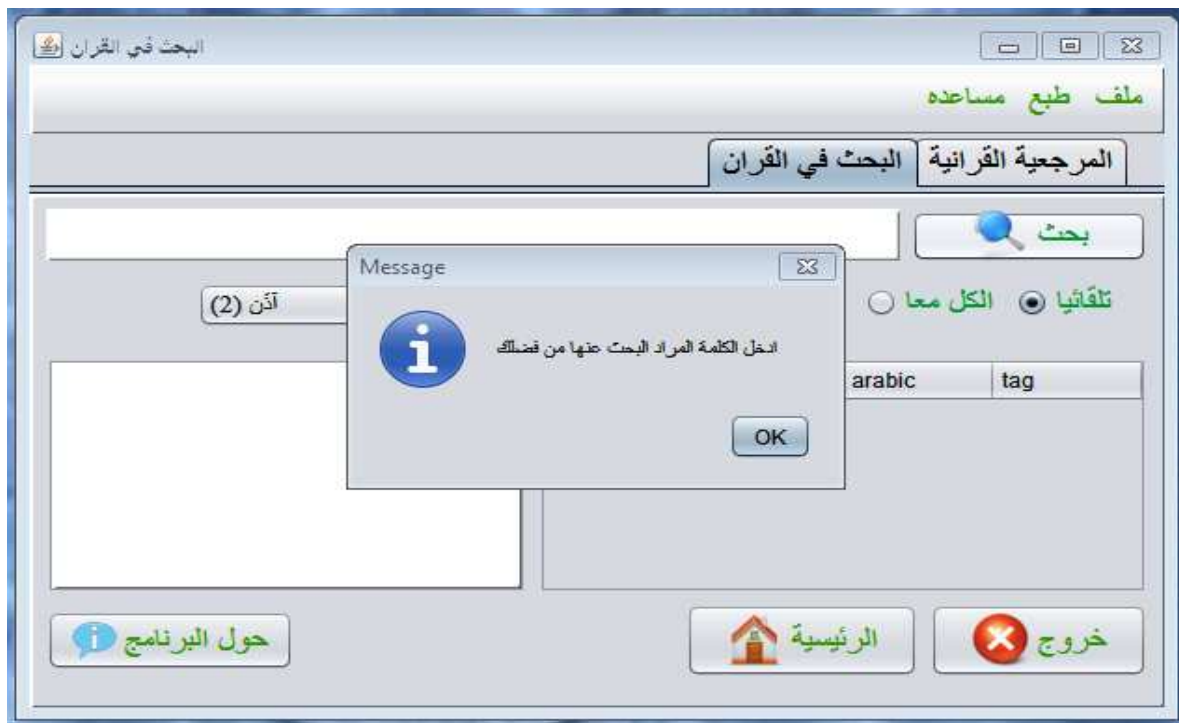 البحث في القران
ملف طبع مساعده
المرجعية القرانية البحث في القران
بحث
Message
تلقائيا الكل معا
آذن (2)
ادخل الكلمة المراد البحث عنها من فضلك
arabic tag
OK
خروج الرئيسية حول البرنامج